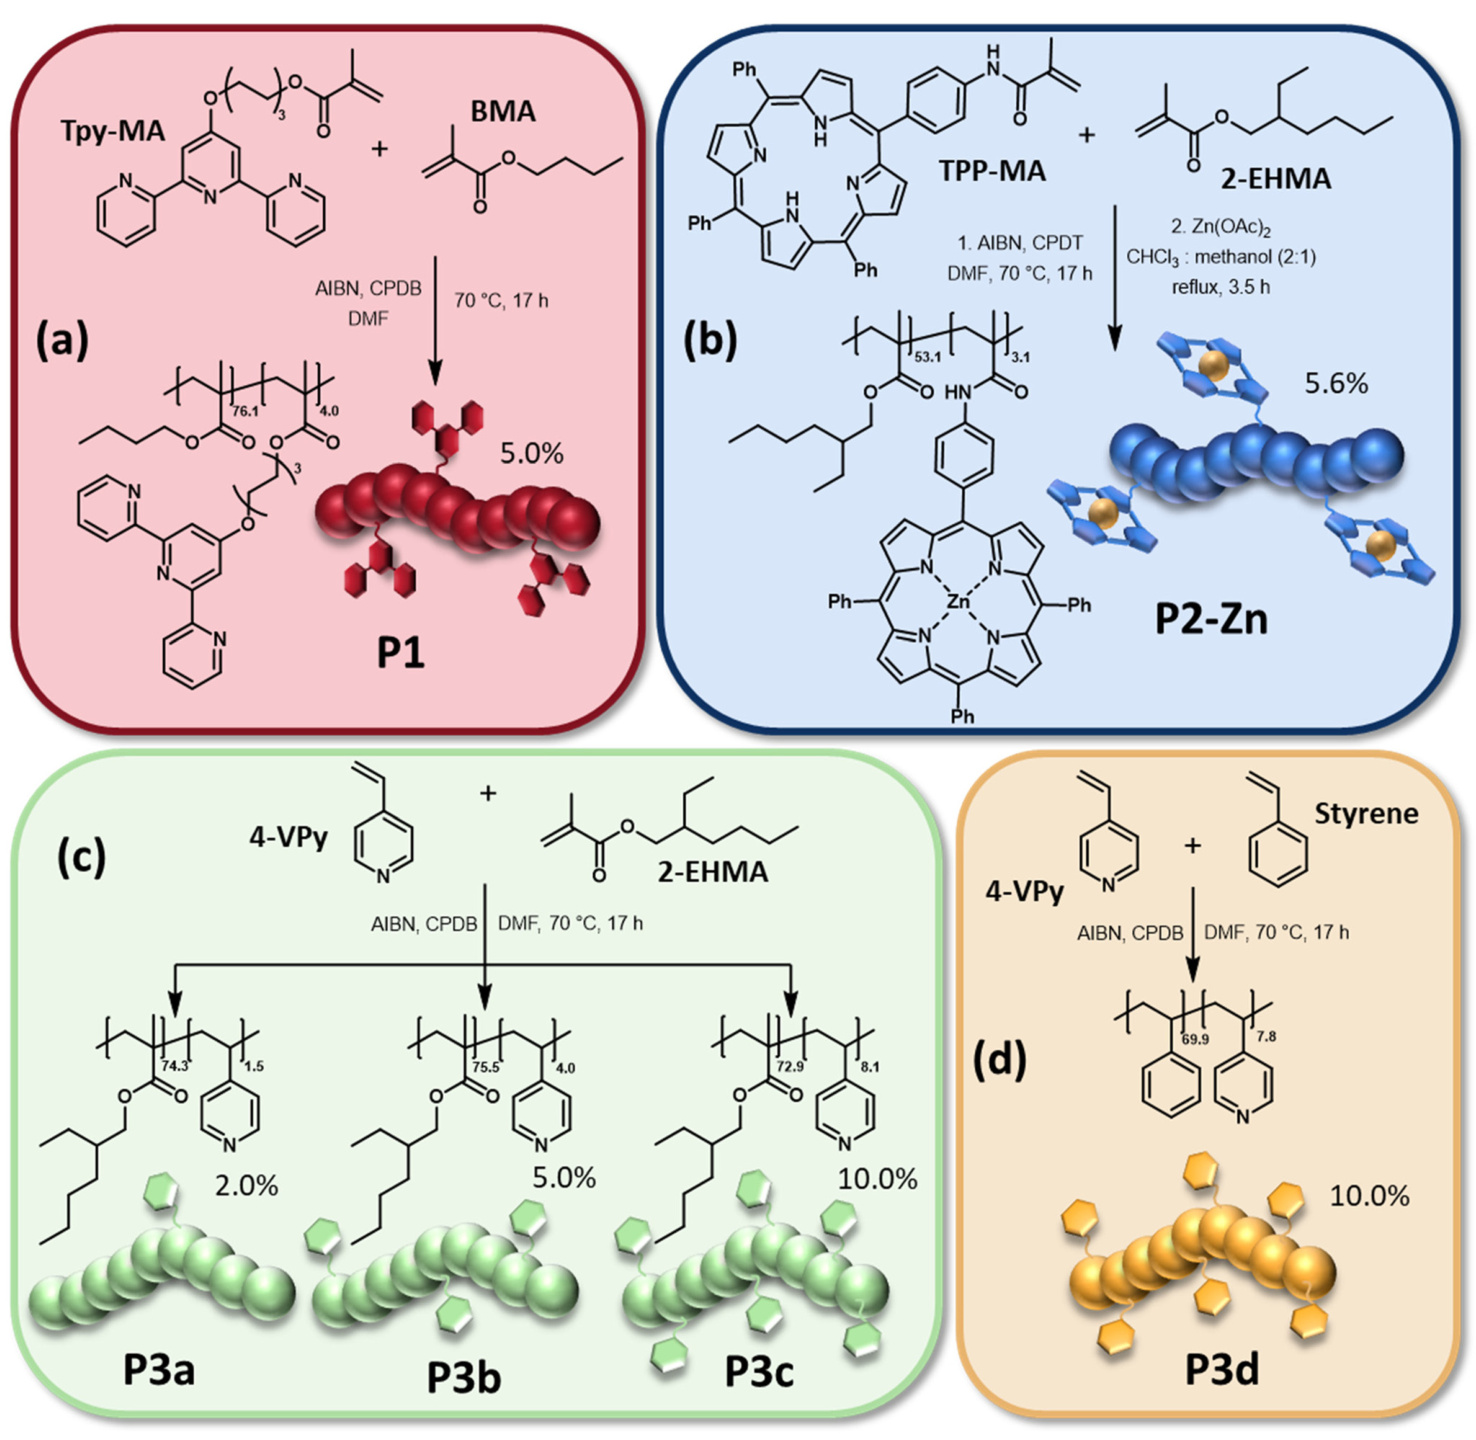 (a)
Tpy-MA
O
3
O
O
N
N
N
+
BMA
O
O
AIBN, CPDB
DMF
70 °C, 17 h
76.1
4.0
O
O
O
O
3
O
N
N
N
5.0%
P1
(b)
Ph
Ph
Ph
N
H
N
N
H
N
H
N
O
TPP-MA
+
O
O
2-EHMA
1. AIBN, CPDT
DMF, 70 °C, 17 h
2. Zn(OAc)2
CHCl3 : methanol (2:1)
reflux, 3.5 h
53.1
3.1
O
O
HN
O
N
N
Zn
N
N
Ph
Ph
Ph
5.6%
P2-Zn
(c)
4-VPy
N
+
O
O
2-EHMA
AIBN, CPDB
DMF, 70 °C, 17 h
74.3
1.5
O
O
N
2.0%
P3a
75.5
4.0
O
O
N
5.0%
P3b
72.9
8.1
O
O
N
10.0%
P3c
(d)
4-VPy
N
+
Styrene
AIBN, CPDB
DMF, 70 °C, 17 h
69.9
7.8
N
10.0%
P3d